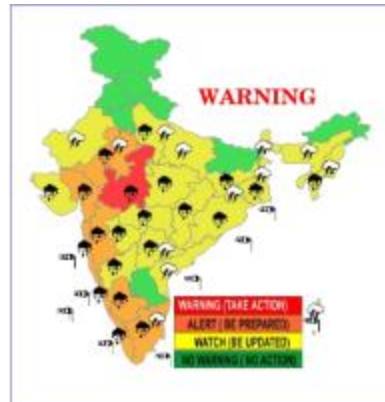 WARNING
WARNING (TAKE ACTION)
ALERT ( BE PREPARED)
WATCH (BE UPDATED)
NO WARNING ( NO ACTION)